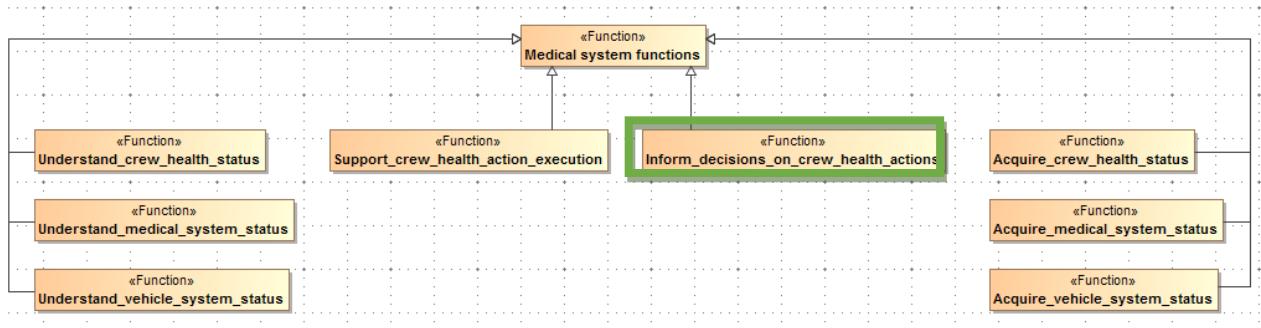 «Function»
Medical system functions
«Function»
Understand_crew_health_status
«Function»
Support_crew_health_action_execution
«Function»
Inform_decisions_on_crew_health_actions
«Function»
Acquire_crew_health_status
«Function»
Understand_medical_system_status
«Function»
Acquire_medical_system_status
«Function»
Understand_vehicle_system_status
«Function»
Acquire_vehicle_system_status